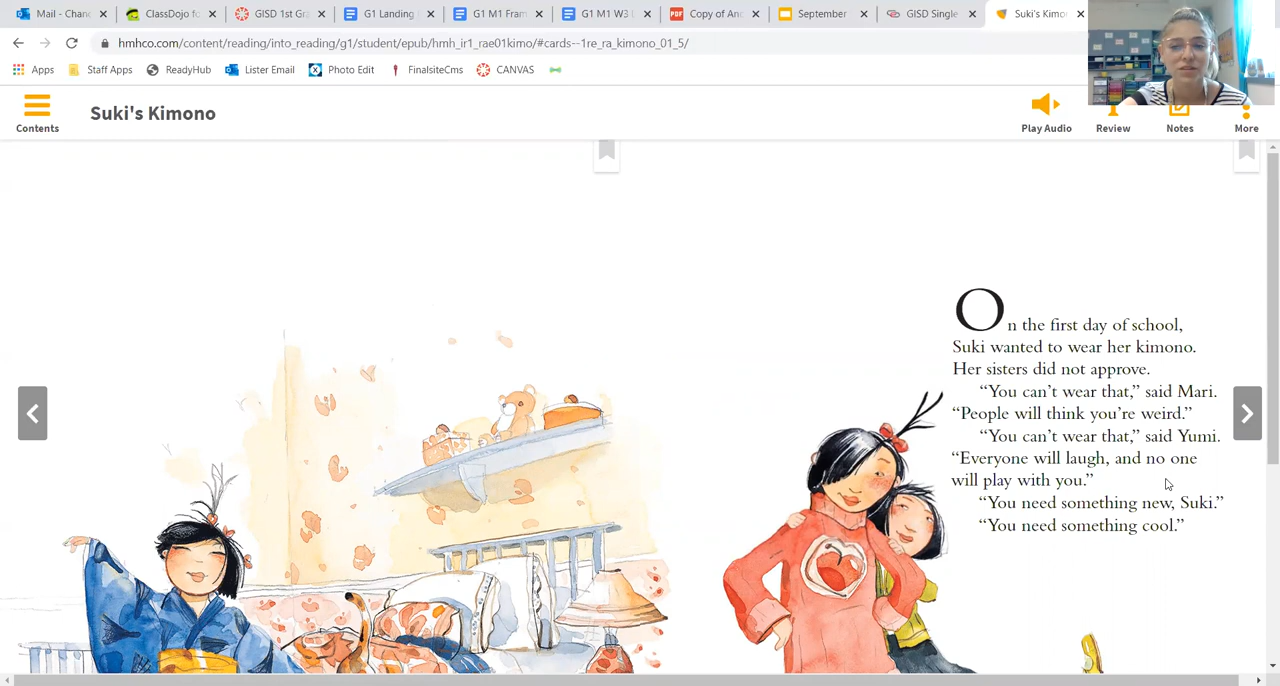 Mail - Chan
ClassDojo fo
GISD 1st Gra
G1 Landing
G1 M1 Fram
G1 M1 W3 L
Copy of And
September
GISD Single
Suki's Kimo
hmhco.com/content/reading/into_reading/g1/student/epub/hmh_ir1_rae01kimo/#cards--1re_ra_kimono_01_5/
Apps
Staff Apps
ReadyHub
Lister Email
Photo Edit
FinalsiteCms
CANVAS
Contents
Suki's Kimono
Play Audio
Review
Notes
More
On the first day of school,
Suki wanted to wear her kimono.
Her sisters did not approve.
“You can’t wear that,” said Mari.
“People will think you’re weird.”
“You can’t wear that,” said Yumi.
“Everyone will laugh, and no one
will play with you.”
“You need something new, Suki.”
“You need something cool.”